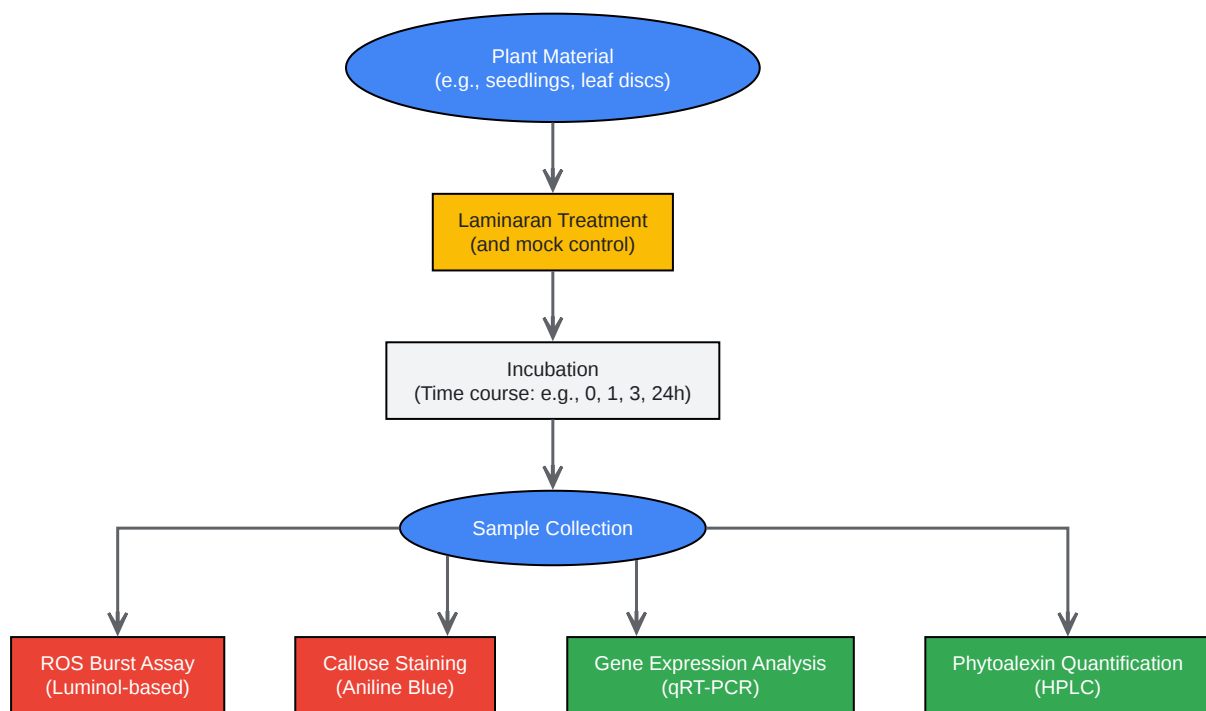 Plant Material
(e.g., seedlings, leaf discs)
Laminaran Treatment
(and mock control)
Incubation
(Time course: e.g., 0, 1, 3, 24h)
Sample Collection
ROS Burst Assay
(Luminol-based)
Callose Staining
(Aniline Blue)
Gene Expression Analysis
(qRT-PCR)
Phytoalexin Quantification
(HPLC)